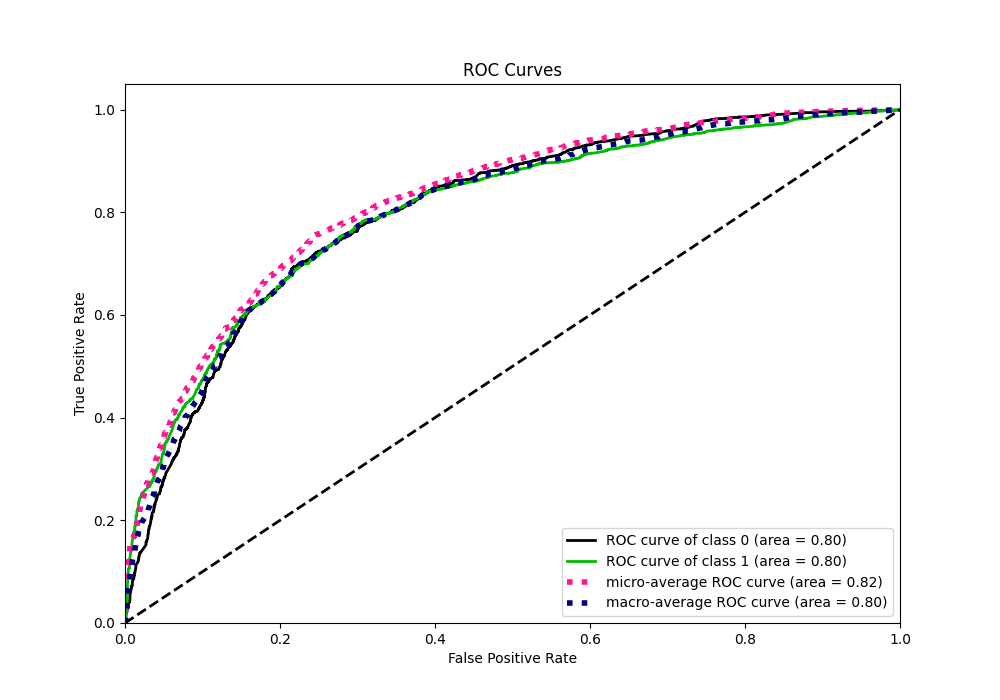 ROC Curves
1.0
0.8
0.6
0.4
0.2
0.0
True Positive Rate
ROC curve of class 0 (area = 0.80)
ROC curve of class 1 (area = 0.80)
micro-average ROC curve (area = 0.82)
macro-average ROC curve (area = 0.80)
0.0 0.2 0.4 0.6 0.8 1.0
False Positive Rate